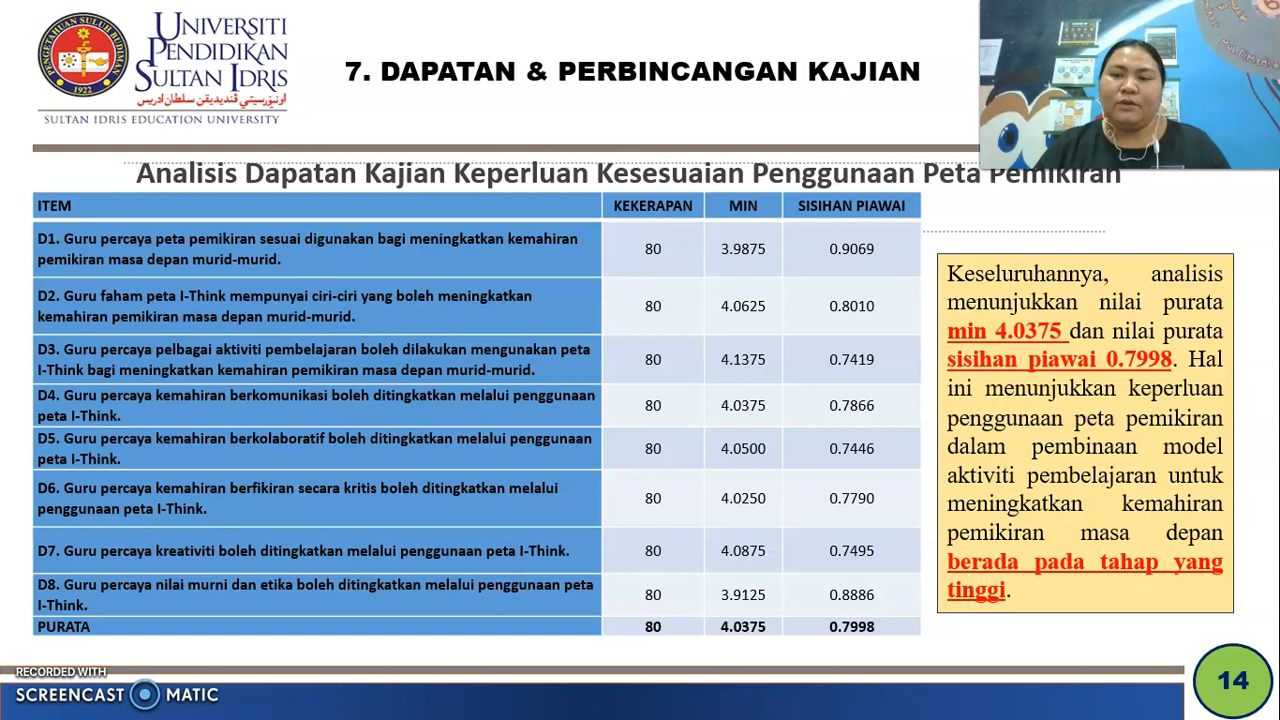 UNIVERSITI
PENDIDIKAN
SULTAN IDRIS
اونيۏرسيتي ڤنديديقن سلطان ادريس
SULTAN IDRIS EDUCATION UNIVERSITY
PENGETAHUAN SULUH BUDIMAN
1922
7. DAPATAN & PERBINCANGAN KAJIAN
Analisis Dapatan Kajian Keperluan Kesesuaian Penggunaan Peta Pemikiran
ITEM KEKERAPAN MIN SISIHAN PIAWAI
D1. Guru percaya peta pemikiran sesuai digunakan bagi meningkatkan kemahiran
pemikiran masa depan murid-murid.
80 3.9875 0.9069
D2. Guru faham peta I-Think mempunyai ciri-ciri yang boleh meningkatkan
kemahiran pemikiran masa depan murid-murid.
80 4.0625 0.8010
D3. Guru percaya pelbagai aktiviti pembelajaran boleh dilakukan mengunakan peta
I-Think bagi meningkatkan kemahiran pemikiran masa depan murid-murid.
80 4.1375 0.7419
D4. Guru percaya kemahiran berkomunikasi boleh ditingkatkan melalui penggunaan
peta I-Think.
80 4.0375 0.7866
D5. Guru percaya kemahiran berkolaboratif boleh ditingkatkan melalui penggunaan
peta I-Think.
80 4.0500 0.7446
D6. Guru percaya kemahiran berfikiran secara kritis boleh ditingkatkan melalui
penggunaan peta I-Think.
80 4.0250 0.7790
D7. Guru percaya kreativiti boleh ditingkatkan melalui penggunaan peta I-Think.
80 4.0875 0.7495
D8. Guru percaya nilai murni dan etika boleh ditingkatkan melalui penggunaan peta
I-Think.
80 3.9125 0.8886
PURATA 80 4.0375 0.7998
Keseluruhannya, analisis
menunjukkan nilai purata
min 4.0375 dan nilai purata
sisihan piawai 0.7998. Hal
ini menunjukkan keperluan
penggunaan peta pemikiran
dalam pembinaan model
aktiviti pembelajaran untuk
meningkatkan kemahiran
pemikiran masa depan
berada pada tahap yang
tinggi.
RECORDED WITH
SCREENCAST MATIC
14